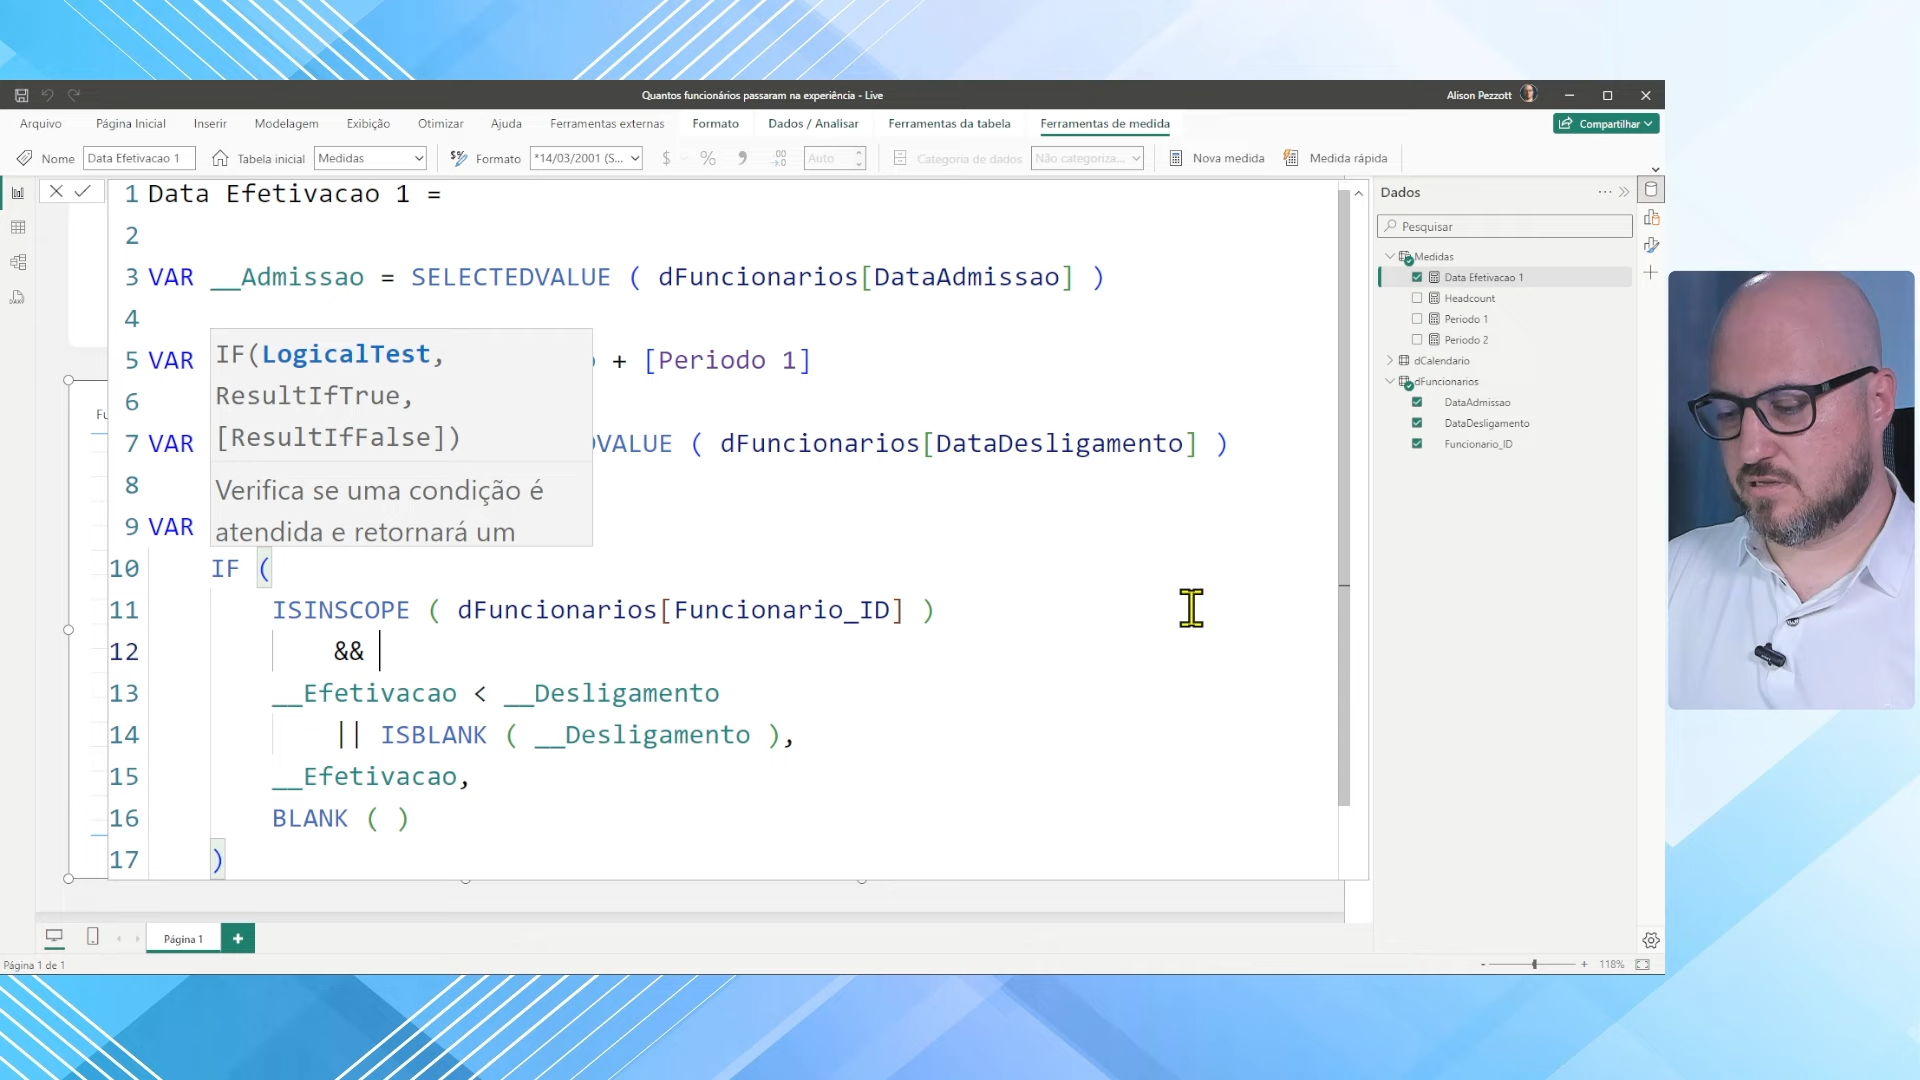 Quantos funcionários passaram na experiência - Live
Alison Pezzott
Arquivo
Página Inicial
Inserir
Modelagem
Exibição
Otimizar
Ajuda
Ferramentas externas
Formato
Dados / Analisar
Ferramentas da tabela
Ferramentas de medida
Compartilhar
Nome
Data Efetivacao 1
Tabela inicial
Medidas
Formato
*14/03/2001 (S...
$
%
Auto
Categoria de dados
Não categoriza...
Nova medida
Medida rápida
1 Data Efetivacao 1 =
2
3 VAR __Admissao = SELECTEDVALUE ( dFuncionarios[DataAdmissao] )
4
5 VAR + [Periodo 1]
6
7 VAR VALUE ( dFuncionarios[DataDesligamento] )
8
9 VAR
10 IF (
11 ISINSCOPE ( dFuncionarios[Funcionario_ID] )
12 &&
13 __Efetivacao < __Desligamento
14 || ISBLANK ( __Desligamento ),
15 __Efetivacao,
16 BLANK ( )
17 )
IF(LogicalTest,
ResultIfTrue,
[ResultIfFalse])
Verifica se uma condição é
atendida e retornará um
Fu
Dados
Pesquisar
Medidas
Data Efetivacao 1
Headcount
Periodo 1
Periodo 2
dCalendario
dFuncionarios
DataAdmissao
DataDesligamento
Funcionario_ID
Página 1
Página 1 de 1
118%